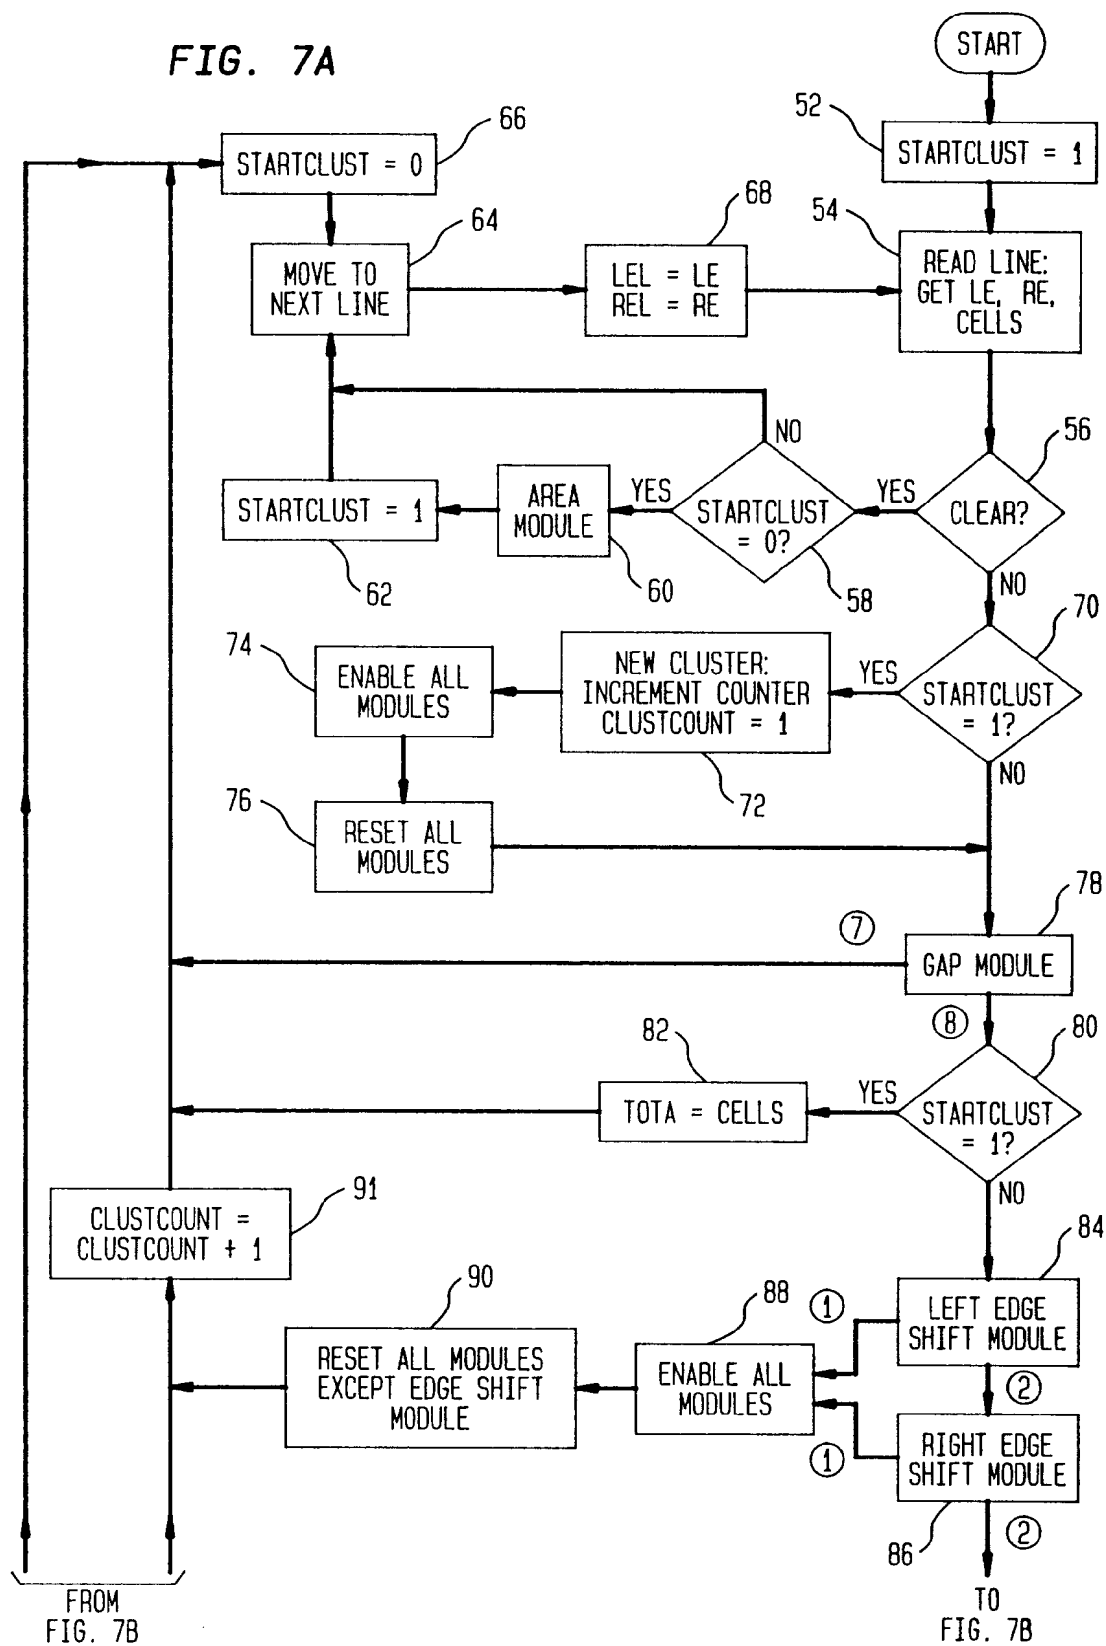 FIG. 7A
START
52
STARTCLUST = 1
66
STARTCLUST = 0
64
MOVE TO
NEXT LINE
68
LEL = LE
REL = RE
54
READ LINE:
GET LE, RE,
CELLS
56
CLEAR?
YES
NO
NO
STARTCLUST
= 0?
58
YES
AREA
MODULE
60
STARTCLUST = 1
62
70
STARTCLUST
= 1?
YES
NO
NEW CLUSTER:
INCREMENT COUNTER
CLUSTCOUNT = 1
72
74
ENABLE ALL
MODULES
76
RESET ALL
MODULES
78
GAP MODULE
7
8
80
STARTCLUST
= 1?
YES
NO
82
TOTA = CELLS
91
CLUSTCOUNT =
CLUSTCOUNT + 1
84
LEFT EDGE
SHIFT MODULE
1
2
88
ENABLE ALL
MODULES
90
RESET ALL MODULES
EXCEPT EDGE SHIFT
MODULE
RIGHT EDGE
SHIFT MODULE
1
86
2
FROM
FIG. 7B
TO
FIG. 7B